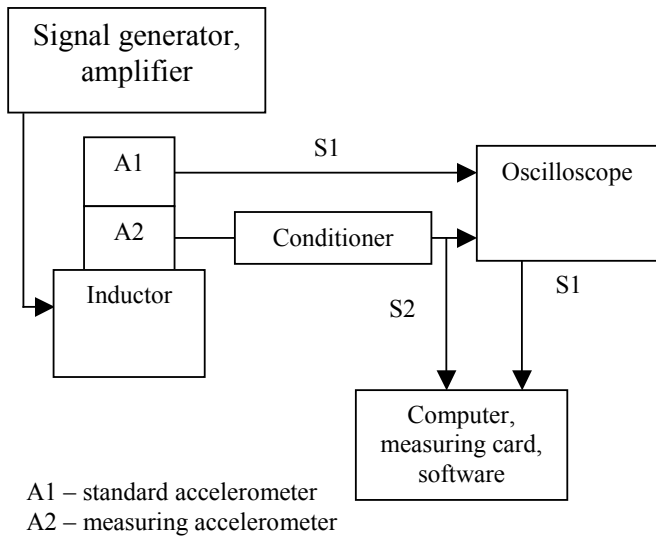 Signal generator,
amplifier
A1
S1
Oscilloscope
A2
Conditioner
Inductor
S2
S1
Computer,
measuring card,
software
A1 – standard accelerometer
A2 – measuring accelerometer